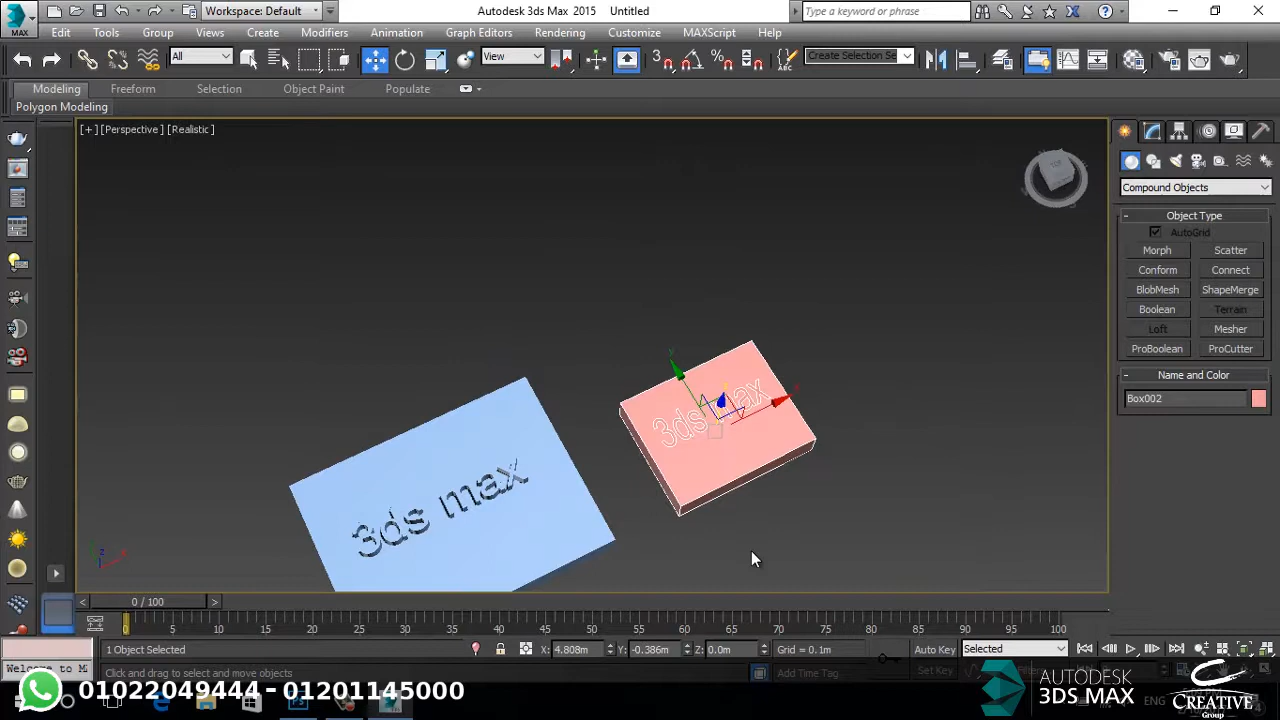 MAX
Workspace: Default
Autodesk 3ds Max 2015
Untitled
Type a keyword or phrase
Edit Tools Group Views Create Modifiers Animation Graph Editors Rendering Customize MAXScript Help
All
View
Create Selection Se
Modeling Freeform Selection Object Paint Populate
Polygon Modeling
[+] [Perspective] [Realistic]
TOP
Compound Objects
Object Type
AutoGrid
Morph Scatter
Conform Connect
BlobMesh ShapeMerge
Boolean Terrain
Loft Mesher
ProBoolean ProCutter
Name and Color
Box002
3ds max
3ds max
0 / 100
0 5 10 15 20 25 30 35 40 45 50 55 60 65 70 75 80 85 90 95 100
1 Object Selected
X: 4.808m Y: -0.386m Z: 0.0m
Grid = 0.1m
Auto Key
Selected
Welcome to M
Click and drag to select and move objects
Add Time Tag
Set Key
01022049444 - 01201145000
AUTODESK
3DS MAX
ENG
CREATIVE
Group